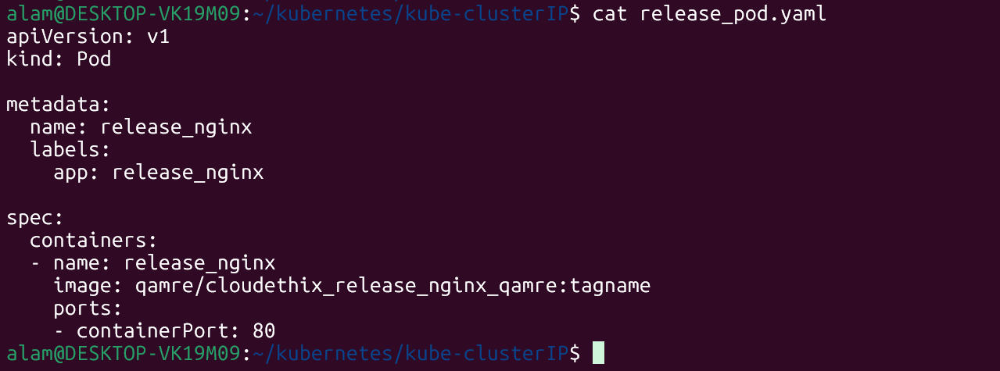 alam@DESKTOP-VK19M09:~/kubernetes/kube-clusterIP$ cat release_pod.yaml
apiVersion: v1
kind: Pod

metadata:
  name: release_nginx
  labels:
    app: release_nginx

spec:
  containers:
  - name: release_nginx
    image: qamre/cloudethix_release_nginx_qamre:tagname
    ports:
    - containerPort: 80
alam@DESKTOP-VK19M09:~/kubernetes/kube-clusterIP$